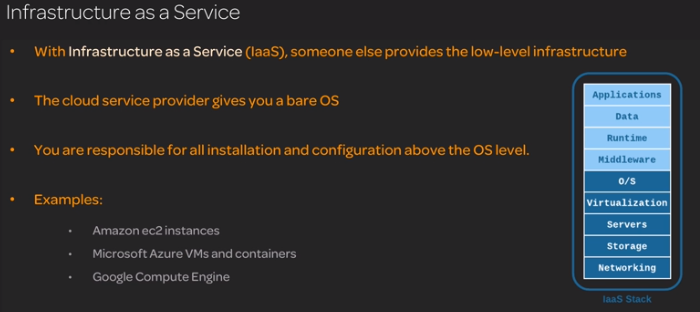 Infrastructure as a Service
• With Infrastructure as a Service (IaaS), someone else provides the low-level infrastructure
• The cloud service provider gives you a bare OS
• You are responsible for all installation and configuration above the OS level.
• Examples:
• Amazon ec2 instances
• Microsoft Azure VMs and containers
• Google Compute Engine
Applications
Data
Runtime
Middleware
O/S
Virtualization
Servers
Storage
Networking
IaaS Stack